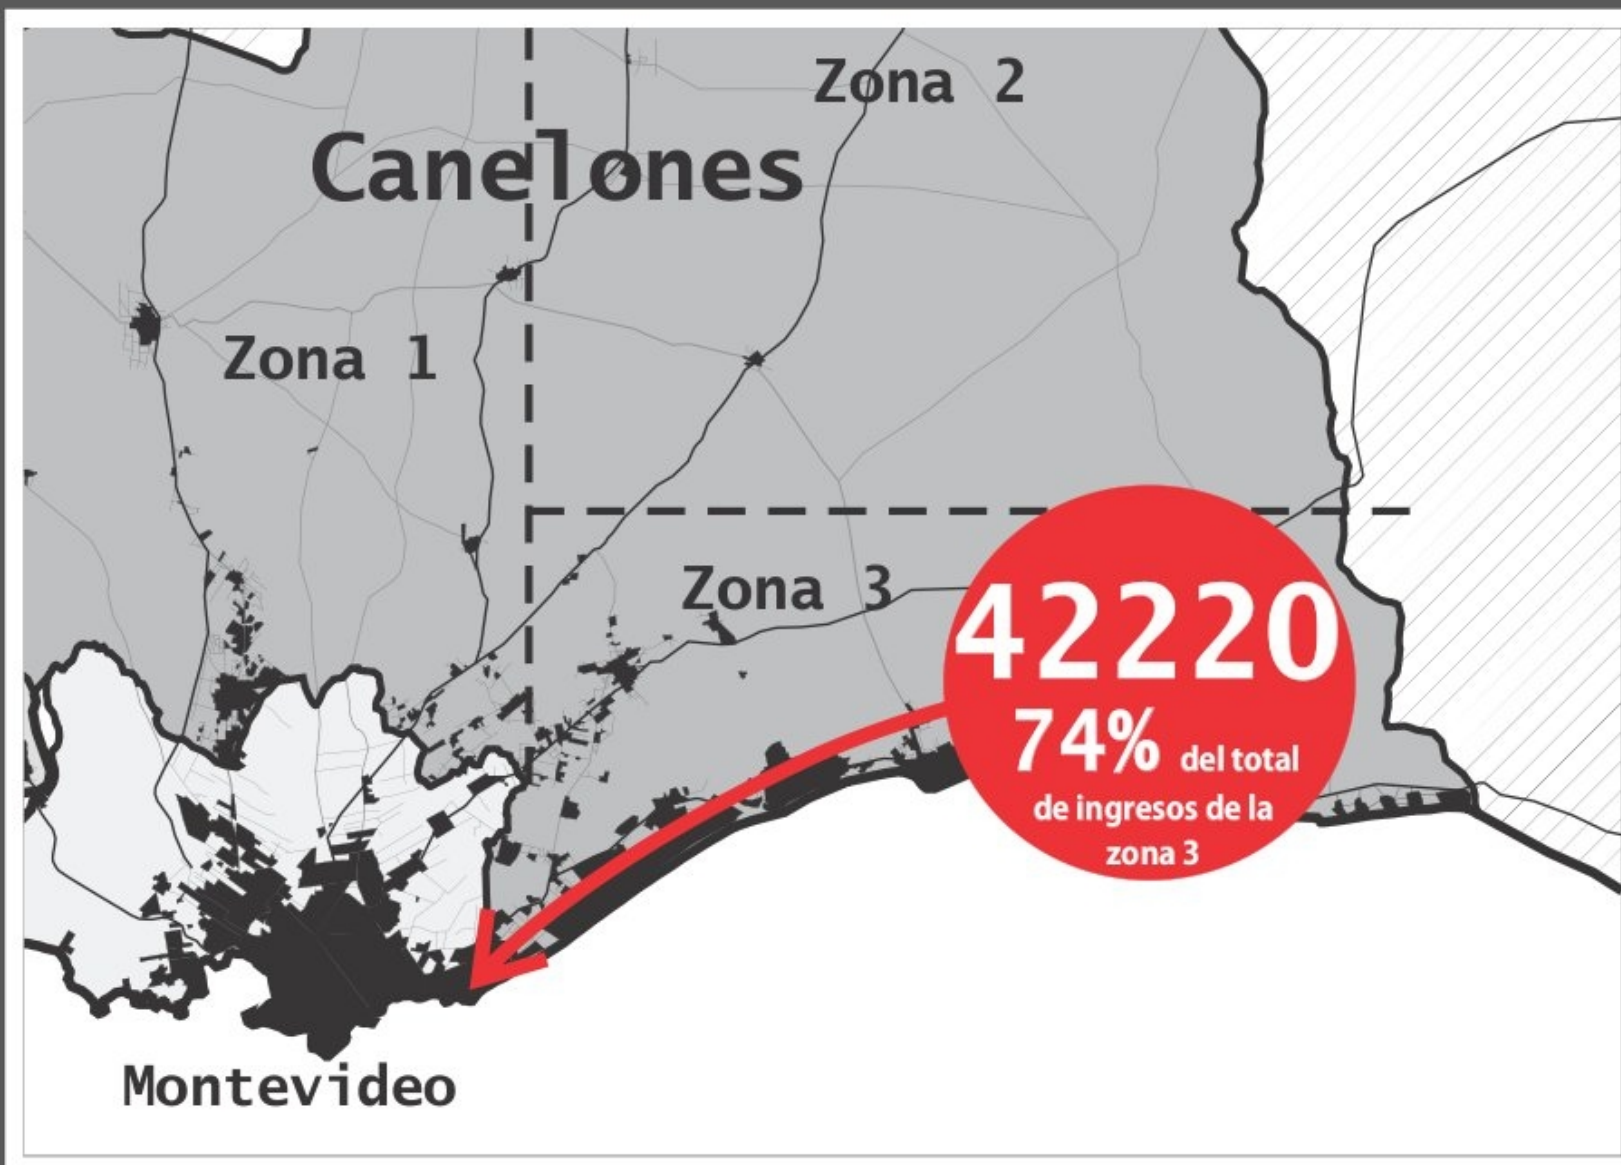 Zona 2
Canelones
Zona 1
Zona 3
42220
74% del total
de ingresos de la
zona 3
Montevideo